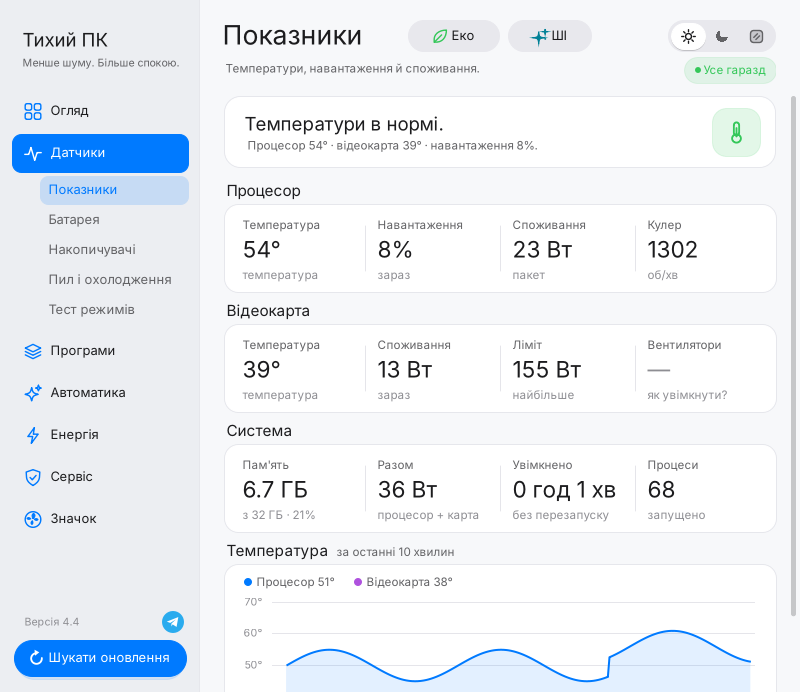 Тихий ПК
Менше шуму. Більше спокою.
Огляд
Датчики
Показники
Батарея
Накопичувачі
Пил і охолодження
Тест режимів
Програми
Автоматика
Енергія
Сервіс
Значок
Версія 4.4
Шукати оновлення
Показники
Еко
ШІ
Температури, навантаження й споживання.
Усе гаразд
Температури в нормі.
Процесор 54° · відеокарта 39° · навантаження 8%.
Процесор
Температура Навантаження Споживання Кулер
54° 8% 23 Вт 1302
температура зараз пакет об/хв
Відеокарта
Температура Споживання Ліміт Вентилятори
39° 13 Вт 155 Вт —
температура зараз найбільше як увімкнути?
Система
Пам'ять Разом Увімкнено Процеси
6.7 ГБ 36 Вт 0 год 1 хв 68
з 32 ГБ · 21% процесор + карта без перезапуску запущено
Температура за останні 10 хвилин
Процесор 51° Відеокарта 38°
70°
60°
50°